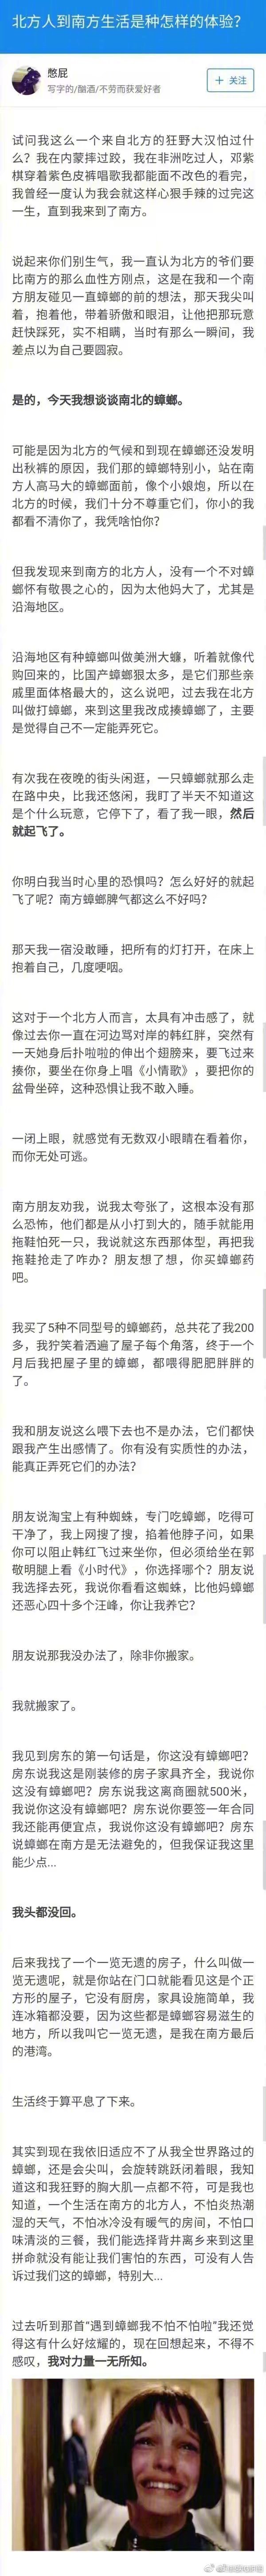 北方人到南方生活是种怎样的体验？
憋屁
写字的/酗酒/不劳而获爱好者
＋ 关注
试问我这么一个来自北方的狂野大汉怕过什
么？我在内蒙摔过跤，我在非洲吃过人，邓紫
棋穿着紫色皮裤唱歌我都能面不改色的看完，
我曾经一度认为我会就这样心狠手辣的过完这
一生，直到我来到了南方。
说起来你们别生气，我一直认为北方的爷们要
比南方的那么血性方刚点，这是在我和一个南
方朋友碰见一直蟑螂的前的想法，那天我尖叫
着，抱着他，带着骄傲和眼泪，让他把那玩意
赶快踩死，实不相瞒，当时有那么一瞬间，我
差点以为自己要圆寂。
是的，今天我想谈谈南北的蟑螂。
可能是因为北方的气候和到现在蟑螂还没发明
出秋裤的原因，我们那的蟑螂特别小，站在南
方人高马大的蟑螂面前，像个小娘炮，所以在
北方的时候，我们十分不尊重它们，你小的我
都看不清你了，我凭啥怕你？
但我发现来到南方的北方人，没有一个不对蟑
螂怀有敬畏之心的，因为太他妈大了，尤其是
沿海地区。
沿海地区有种蟑螂叫做美洲大蠊，听着就像代
购回来的，比国产蟑螂狠太多，是它们那些亲
戚里面体格最大的，这么说吧，过去我在北方
叫做打蟑螂，来到这里我改成揍蟑螂了，主要
是觉得自己不一定能弄死它。
有次我在夜晚的街头闲逛，一只蟑螂就那么走
在路中央，比我还悠闲，我盯了半天不知道这
是个什么玩意，它停下了，看了我一眼，然后
就起飞了。
你明白我当时心里的恐惧吗？怎么好好的就起
飞了呢？南方蟑螂脾气都这么不好吗？
那天我一宿没敢睡，把所有的灯打开，在床上
抱着自己，几度哽咽。
这对于一个北方人而言，太具有冲击感了，就
像过去你一直在河边骂对岸的韩红胖，突然有
一天她身后扑啦啦的伸出个翅膀来，要飞过来
揍你，要坐在你身上唱《小情歌》，要把你的
盆骨坐碎，这种恐惧让我不敢入睡。
一闭上眼，就感觉有无数双小眼睛在看着你，
而你无处可逃。
南方朋友劝我，说我太夸张了，这根本没有那
么恐怖，他们都是从小打到大的，随手就能用
拖鞋怕死一只，我说就这东西那体型，再把我
拖鞋抢走了咋办？朋友想了想，你买蟑螂药
吧。
我买了5种不同型号的蟑螂药，总共花了我200
多，我狞笑着洒遍了屋子每个角落，终于一个
月后我把屋子里的蟑螂，都喂得肥肥胖胖的
了。
我和朋友说这么喂下去也不是办法，它们都快
跟我产生出感情了。你有没有实质性的办法，
能真正弄死它们的办法？
朋友说淘宝上有种蜘蛛，专门吃蟑螂，吃得可
干净了，我上网搜了搜，掐着他脖子问，如果
你可以阻止韩红飞过来坐你，但必须给坐在郭
敬明腿上看《小时代》，你选择哪个？朋友说
我选择去死，我说你看看这蜘蛛，比他妈蟑螂
还恶心四十多个汪峰，你让我养它？
朋友说那我没办法了，除非你搬家。
我就搬家了。
我见到房东的第一句话是，你这没有蟑螂吧？
房东说我这是刚装修的房子家具齐全，我说你
这没有蟑螂吧？房东说我这离商圈就500米，
我说你这没有蟑螂吧？房东说你要签一年合同
我还能再便宜点，我说你这没有蟑螂吧？房东
说蟑螂在南方是无法避免的，但我保证我这里
能少点...
我头都没回。
后来我找了一个一览无遗的房子，什么叫做一
览无遗呢，就是你站在门口就能看见这是个正
方形的屋子，它没有厨房，家具设施简单，我
连冰箱都没要，因为这些都是蟑螂容易滋生的
地方，所以我叫它一览无遗，是我在南方最后
的港湾。
生活终于算平息了下来。
其实到现在我依旧适应不了从我全世界路过的
蟑螂，还是会尖叫，会旋转跳跃闭着眼，我知
道这和我狂野的胸大肌一点都不符，可是我也
知道，一个生活在南方的北方人，不怕炎热潮
湿的天气，不怕冰冷没有暖气的房间，不怕口
味清淡的三餐，我们能选择背井离乡来到这里
拼命就没有能让我们害怕的东西，可没有人告
诉过我们这的蟑螂，特别大...
过去听到那首“遇到蟑螂我不怕不怕啦”我还觉
得这有什么好炫耀的，现在回想起来，不得不
感叹，我对力量一无所知。